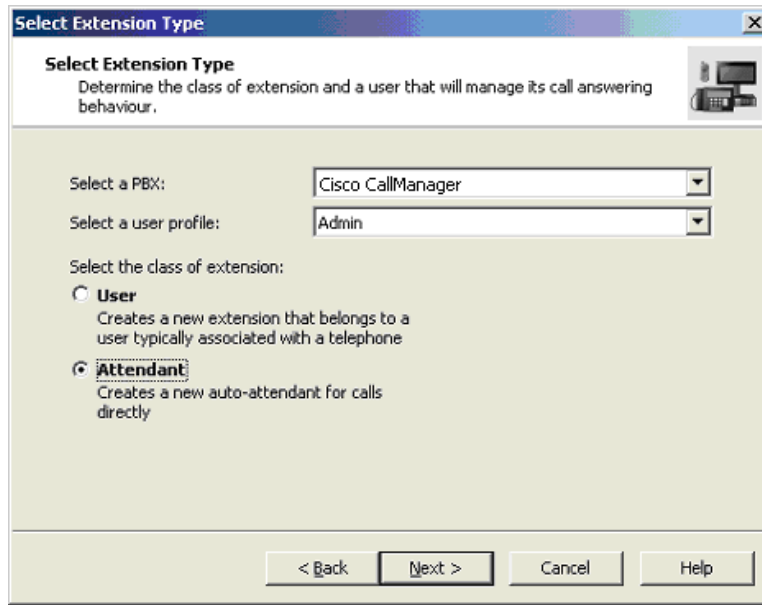 Select Extension Type
Select Extension Type
Determine the class of extension and a user that will manage its call answering
behaviour.
Select a PBX:
Cisco CallManager
Select a user profile:
Admin
Select the class of extension:
User
Creates a new extension that belongs to a
user typically associated with a telephone
Attendant
Creates a new auto-attendant for calls
directly
< Back
Next >
Cancel
Help